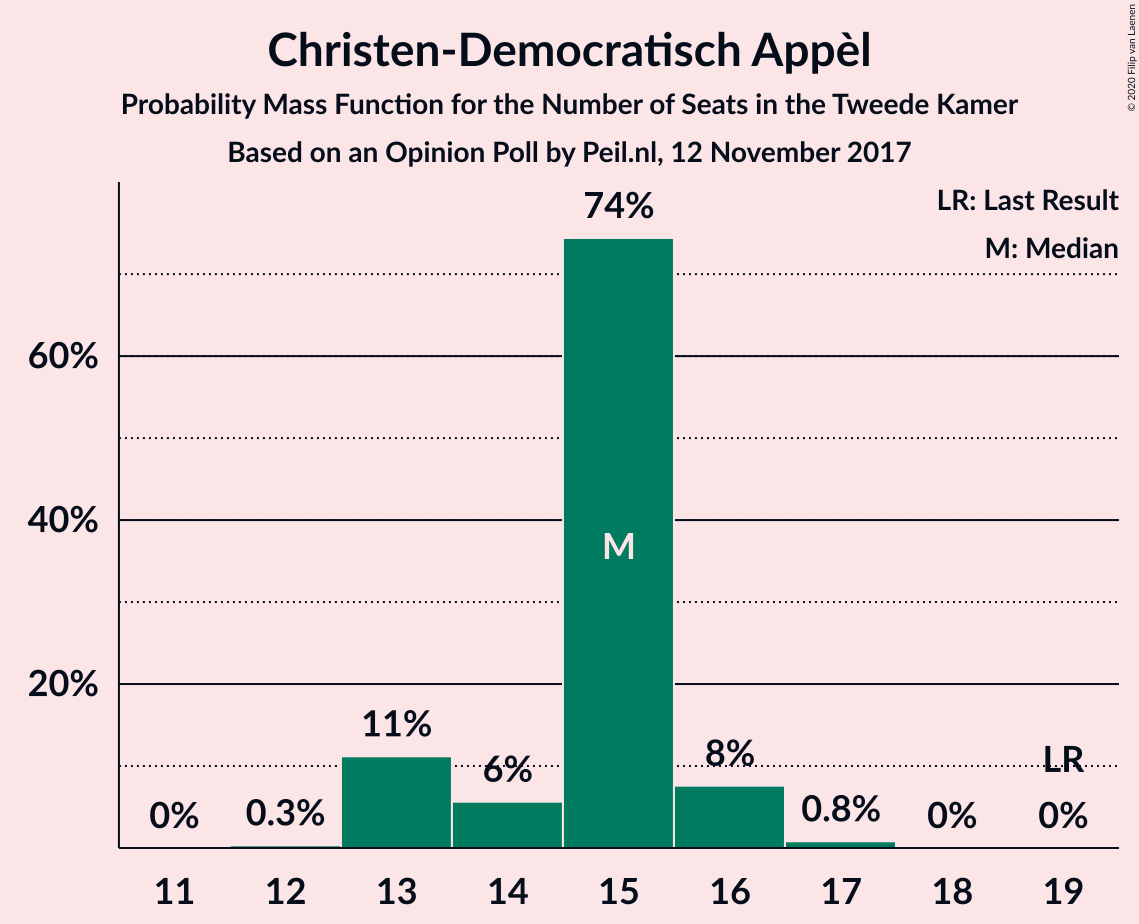 Christen-Democratisch Appèl
Probability Mass Function for the Number of Seats in the Tweede Kamer
Based on an Opinion Poll by Peil.nl, 12 November 2017
© 2020 Filip van Laenen
LR: Last Result
M: Median
60%
40%
20%
0%
0.3%
11%
6%
74%
M
8%
0.8%
0%
LR
0%
11
12
13
14
15
16
17
18
19